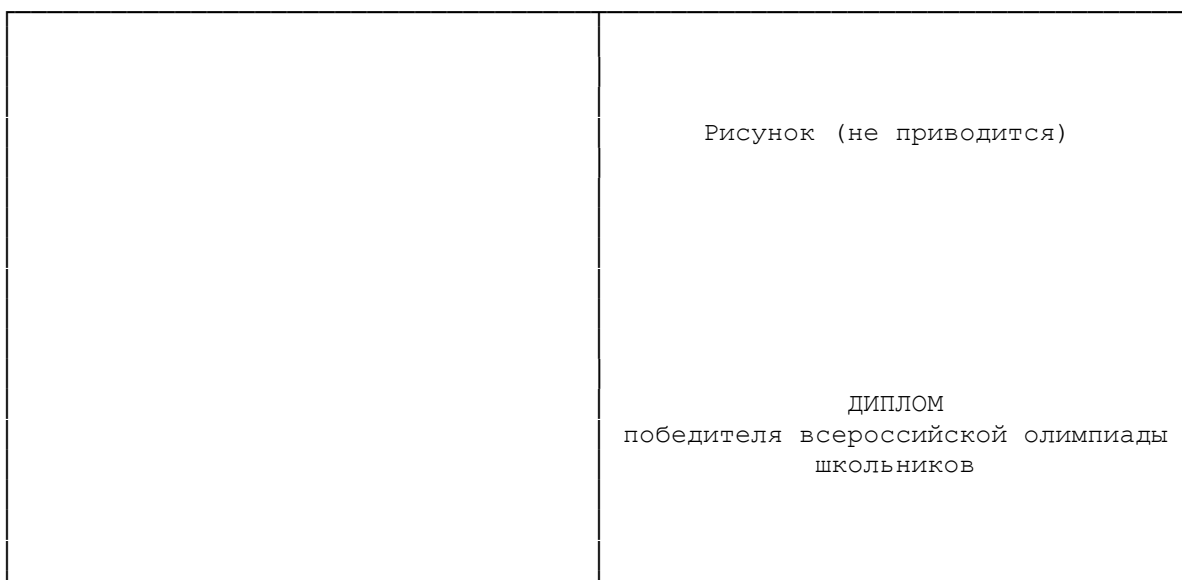 Рисунок (не приводится)
ДИПЛОМ
победителя всероссийской олимпиады
школьников